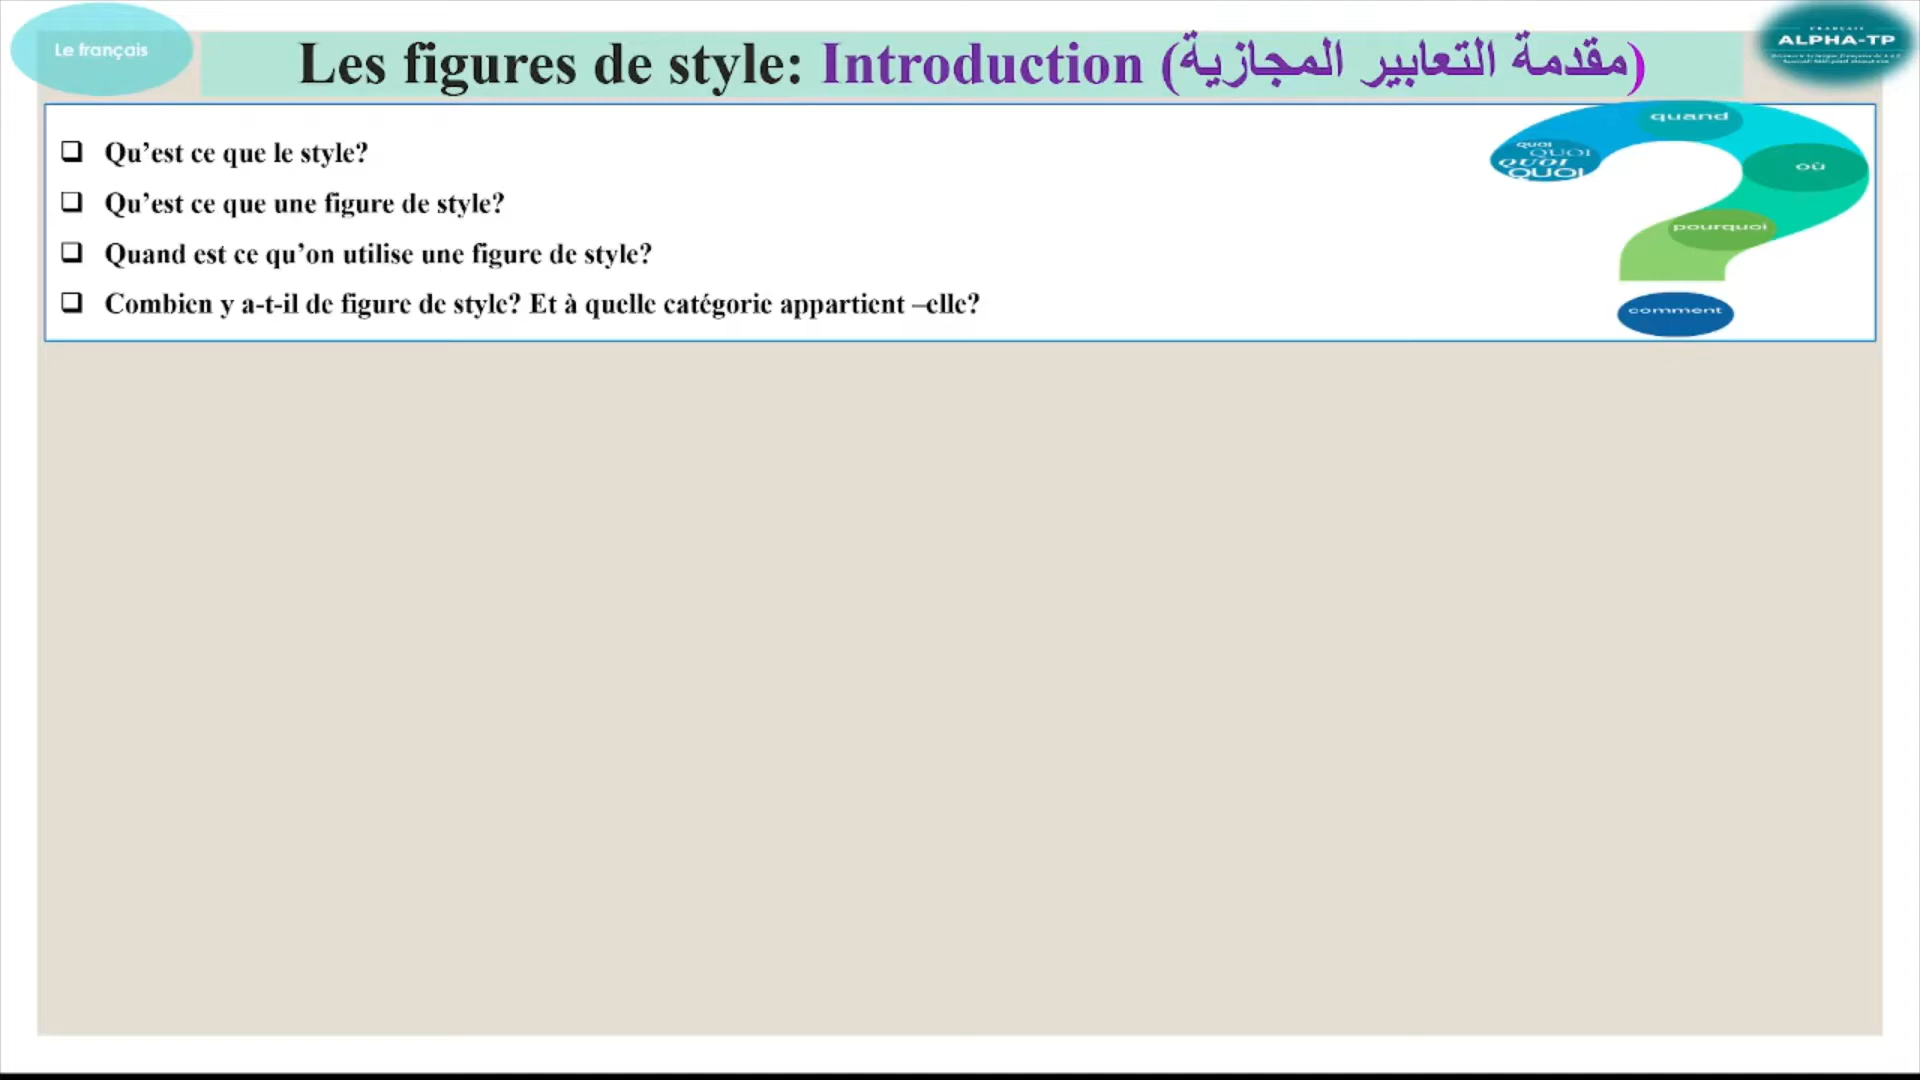 Le français
Les figures de style: Introduction (مقدمة التعابير المجازية)
FRANÇAIS
ALPHA-TP
❑ Qu’est ce que le style?
❑ Qu’est ce que une figure de style?
❑ Quand est ce qu’on utilise une figure de style?
❑ Combien y a-t-il de figure de style? Et à quelle catégorie appartient –elle?
quand
quoi
QUOI
QUOI
QUOI
où
pourquoi
comment